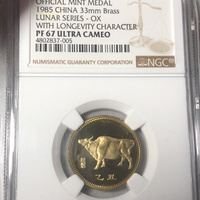 OFFICIAL MINT MEDAL
1985 CHINA 33mm Brass
LUNAR SERIES - OX
WITH LONGEVITY CHARACTER
PF 67 ULTRA CAMEO
4802837-005
NUMISMATIC GUARANTY CORPORATION
NGC
乙丑